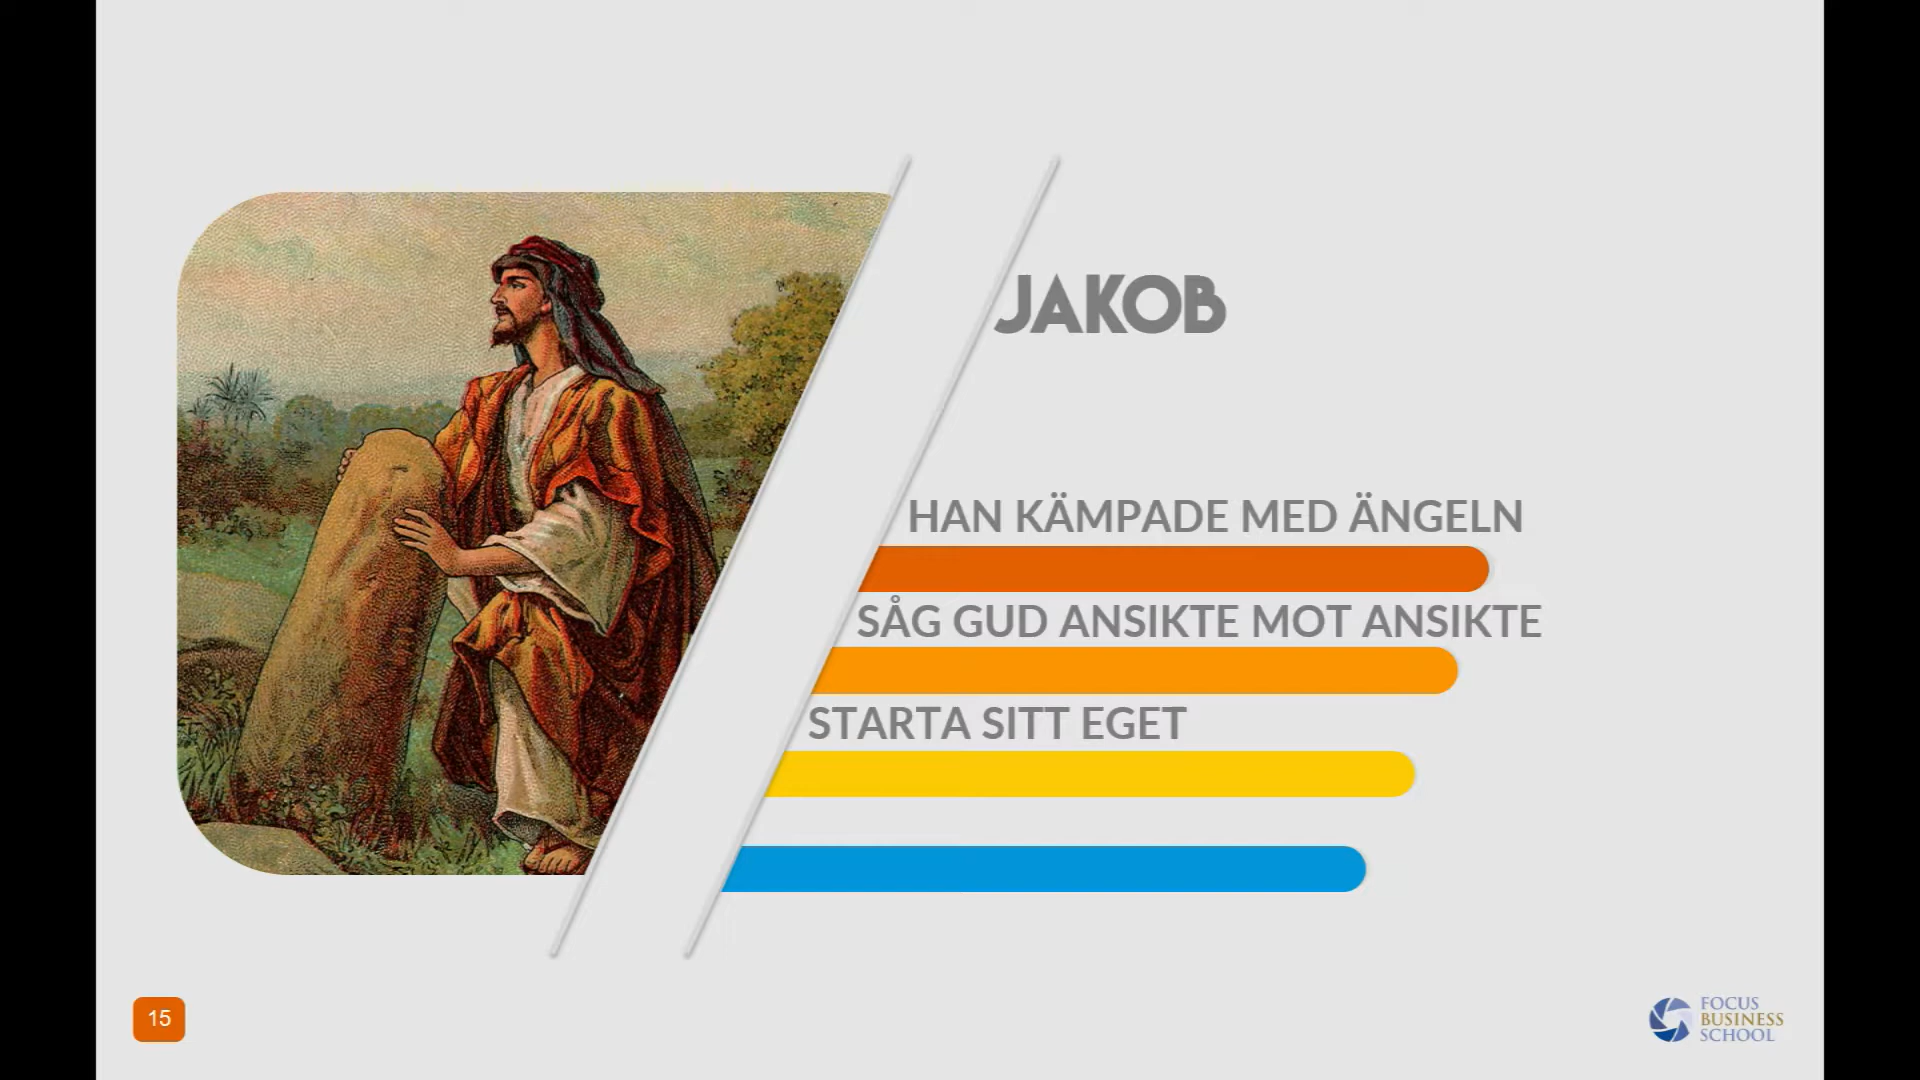 JAKOB
HAN KÄMPADE MED ÄNGELN
SÅG GUD ANSIKTE MOT ANSIKTE
STARTA SITT EGET
15
FOCUS
BUSINESS
SCHOOL